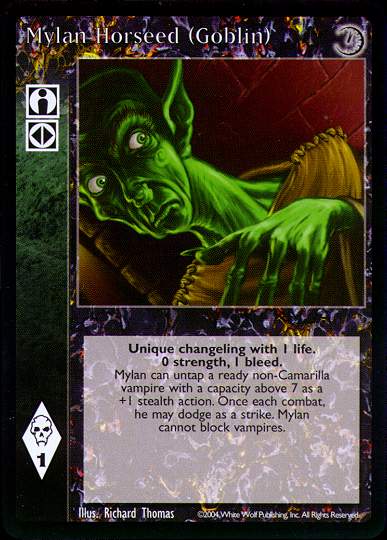 Mylan Horseed (Goblin)
Unique changeling with 1 life.
0 strength, 1 bleed.
Mylan can untap a ready non-Camarilla
vampire with a capacity above 7 as a
+1 stealth action. Once each combat,
he may dodge as a strike. Mylan
cannot block vampires.
1
Illus. Richard Thomas
©2004, White Wolf Publishing, Inc. All Rights Reserved.